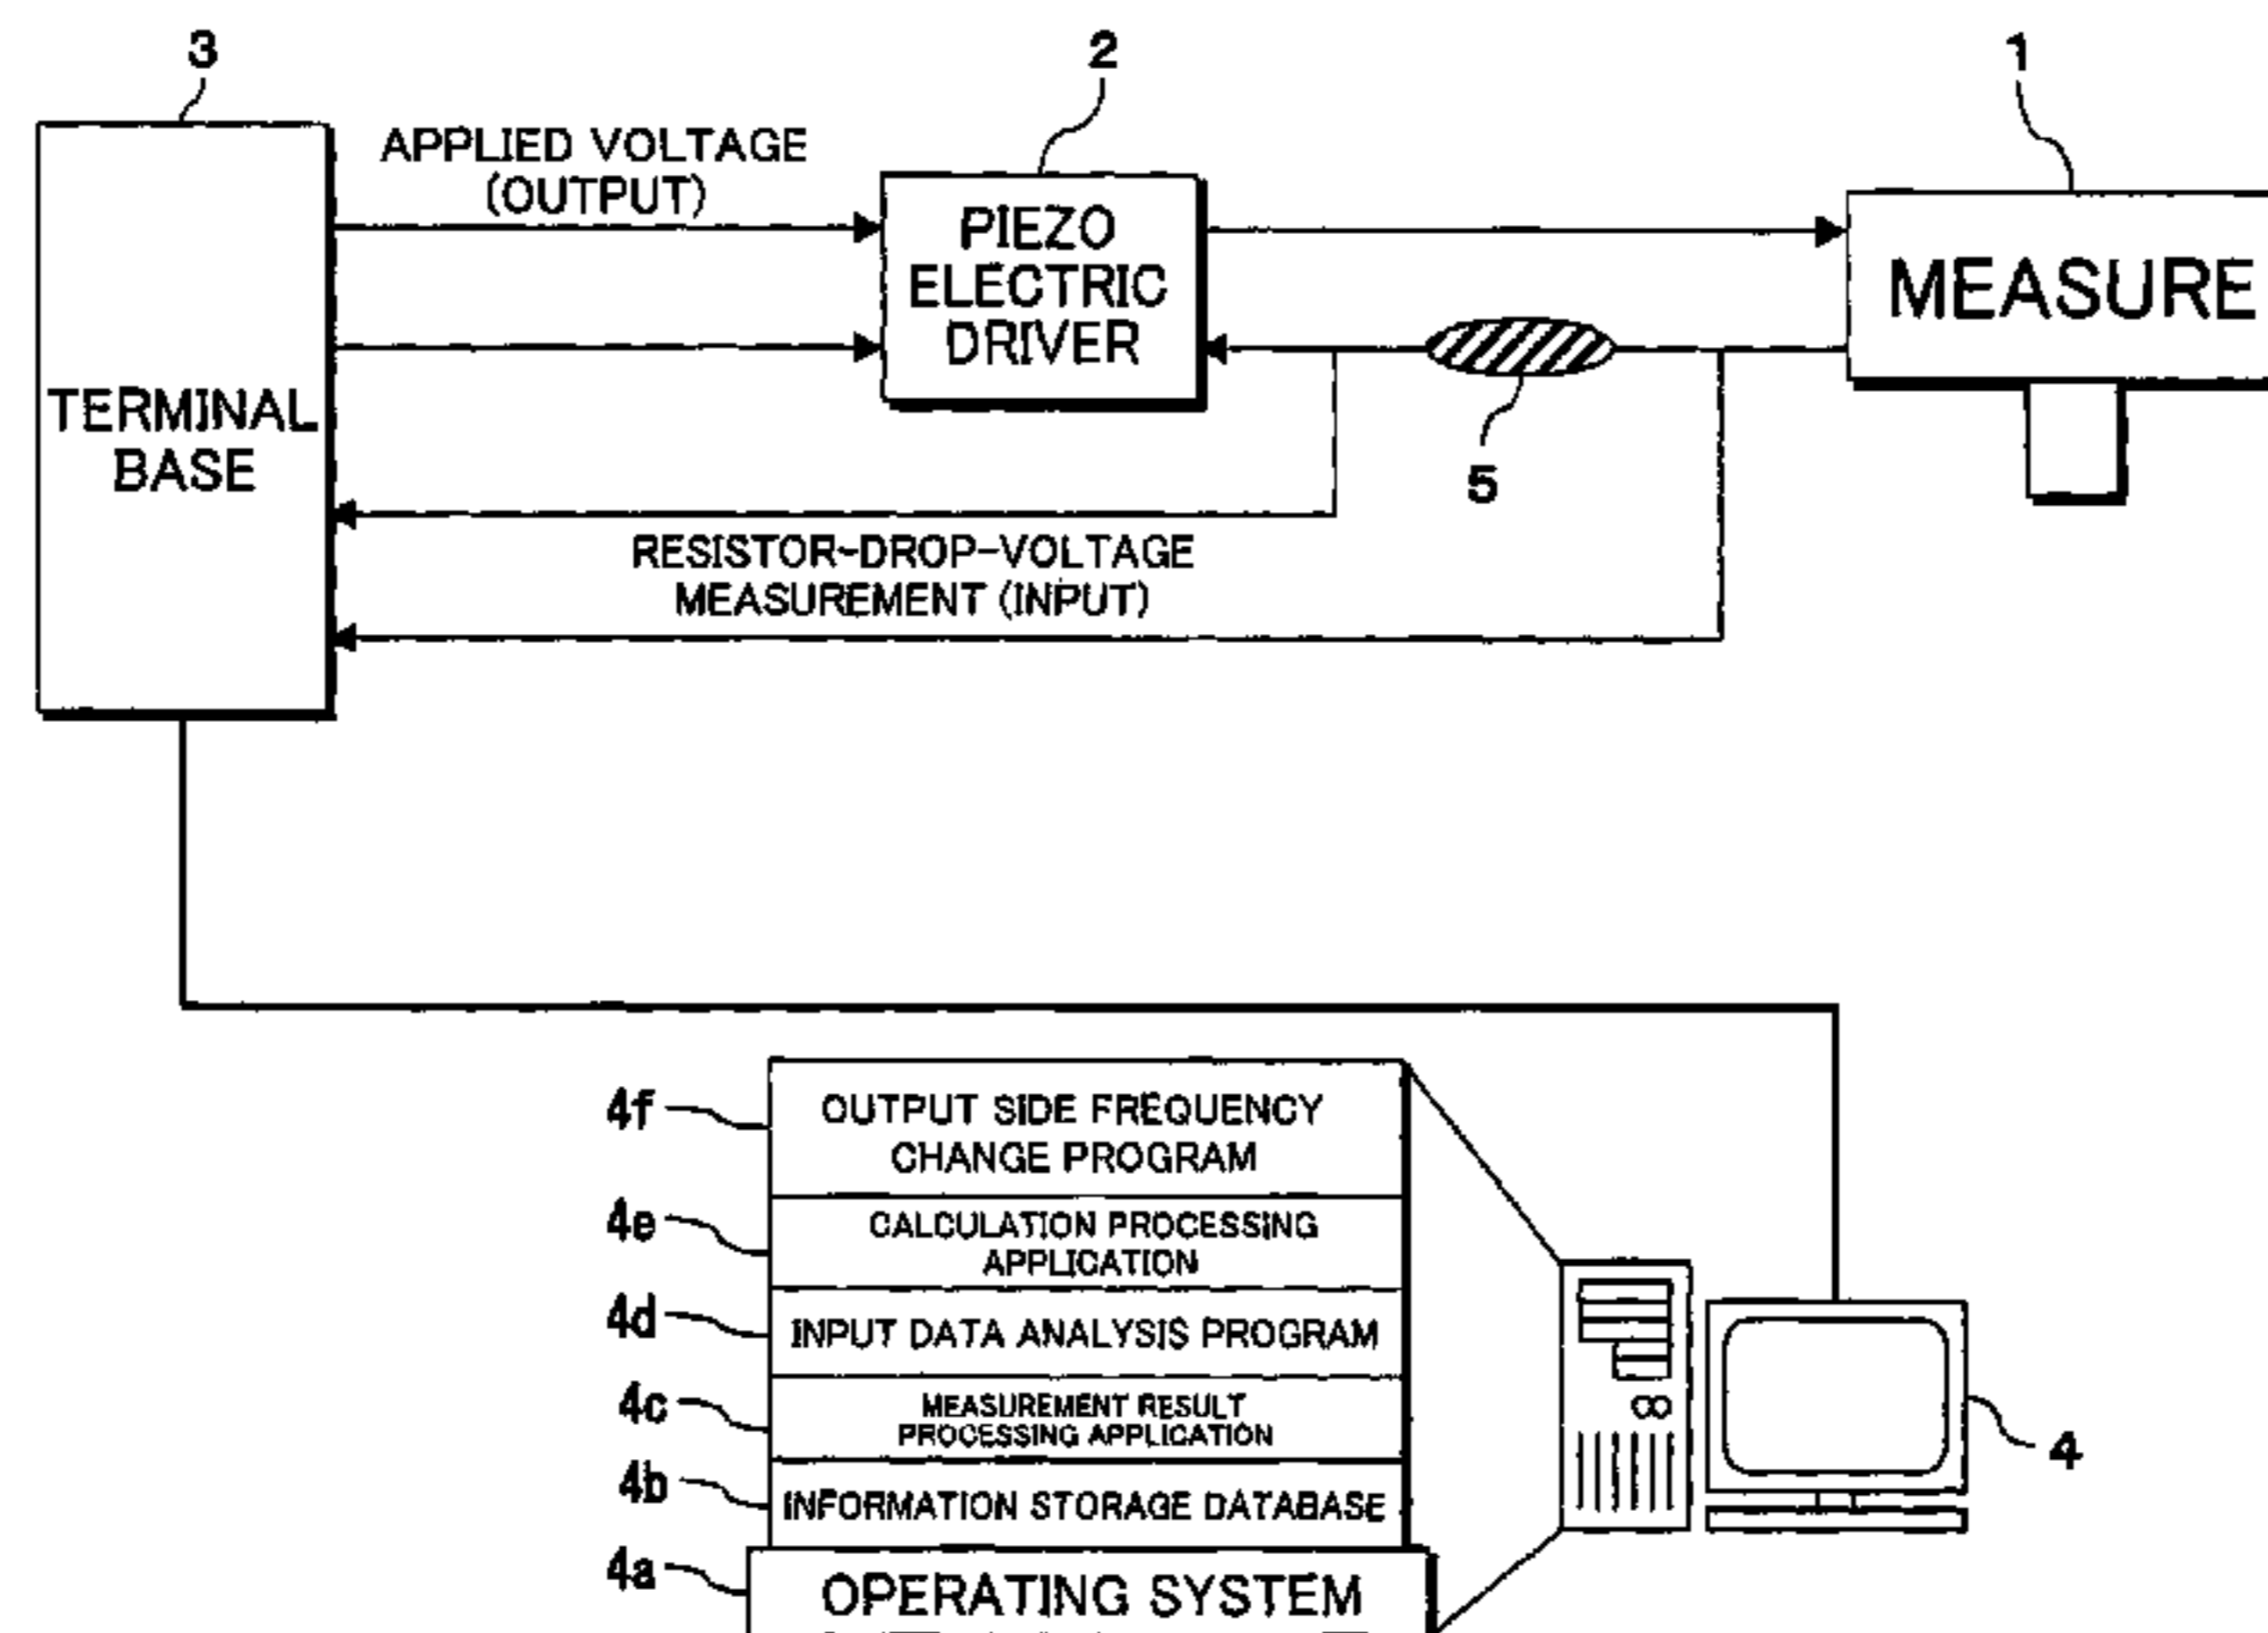 3
2
1
APPLIED VOLTAGE
(OUTPUT)
PIEZO
ELECTRIC
DRIVER
MEASURE
TERMINAL
BASE
5
RESISTOR-DROP-VOLTAGE
MEASUREMENT (INPUT)
4f
OUTPUT SIDE FREQUENCY
CHANGE PROGRAM
4e
CALCULATION PROCESSING
APPLICATION
4d
INPUT DATA ANALYSIS PROGRAM
4c
MEASUREMENT RESULT
PROCESSING APPLICATION
4b
INFORMATION STORAGE DATABASE
4a
OPERATING SYSTEM
4